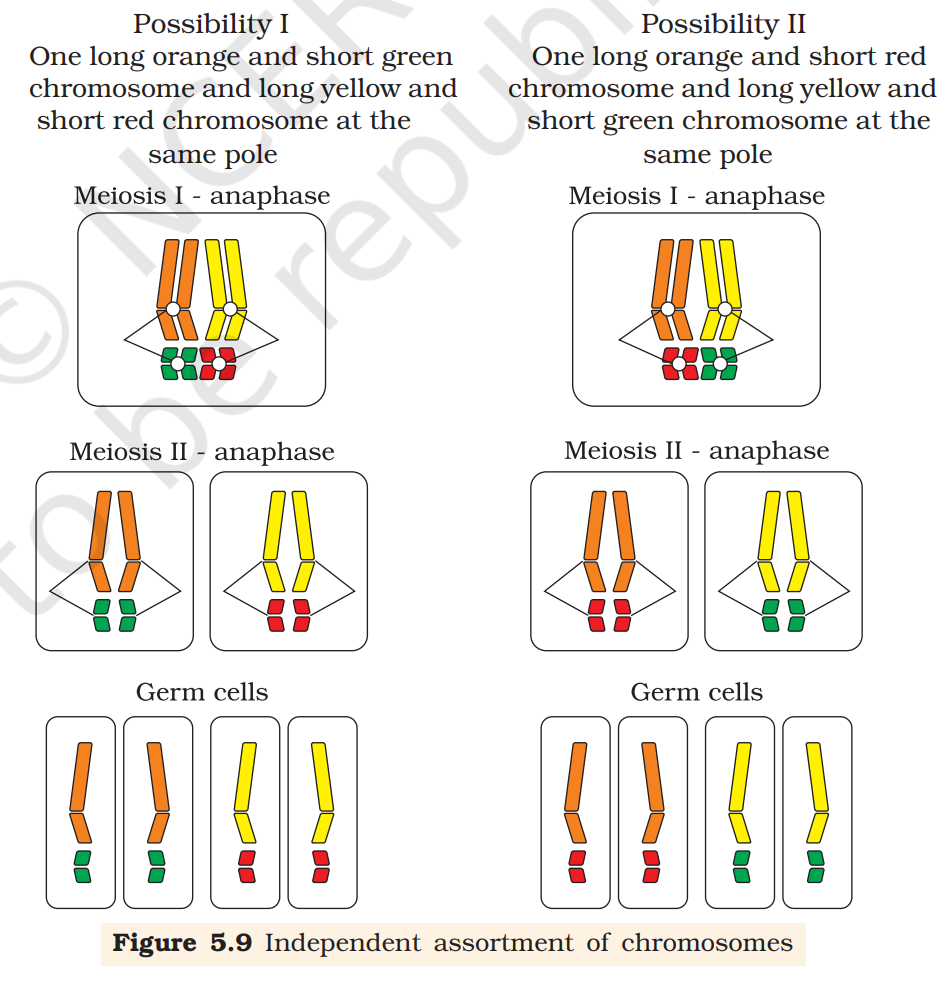 Possibility I
One long orange and short green
chromosome and long yellow and
short red chromosome at the
same pole
Meiosis I - anaphase
Meiosis II - anaphase
Germ cells
Possibility II
One long orange and short red
chromosome and long yellow and
short green chromosome at the
same pole
Meiosis I - anaphase
Meiosis II - anaphase
Germ cells
Figure 5.9 Independent assortment of chromosomes
© NCER
to be republi